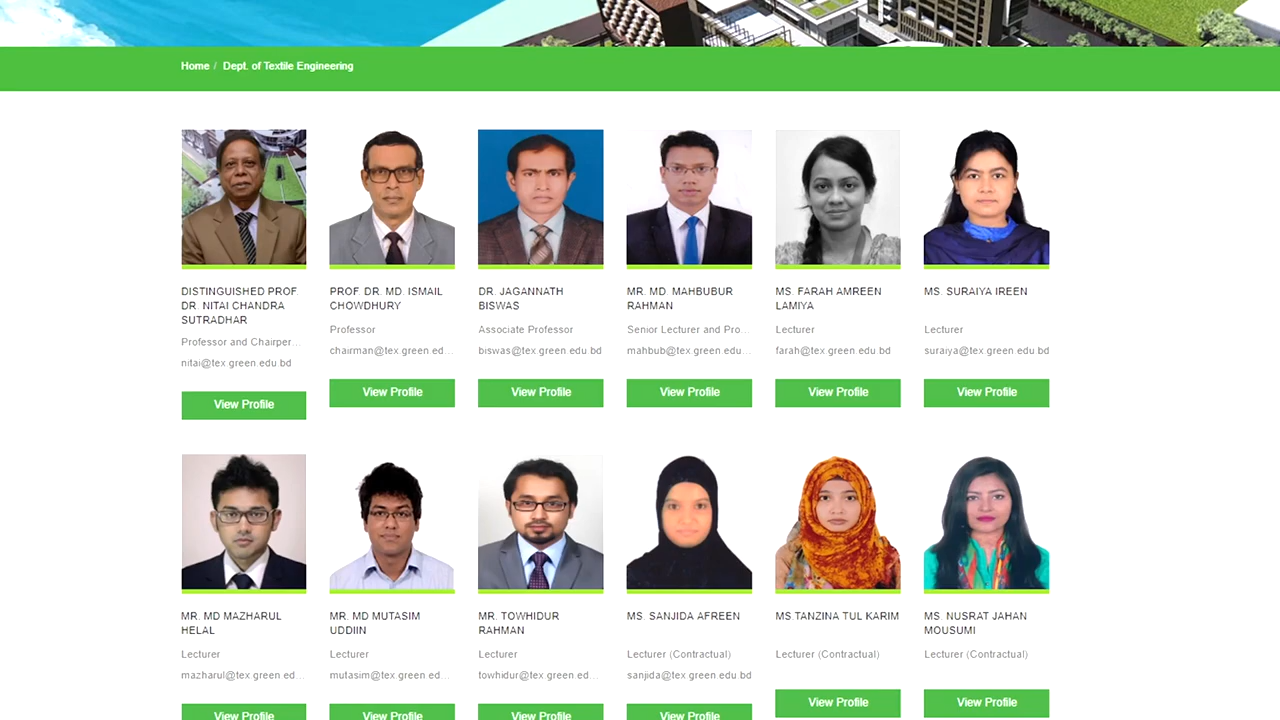 Home / Dept. of Textile Engineering
DISTINGUISHED PROF. DR. NITAI CHANDRA SUTRADHAR
Professor and Chairper...
nitai@tex.green.edu.bd
View Profile
PROF. DR. MD. ISMAIL CHOWDHURY
Professor
chairman@tex.green.ed...
View Profile
DR. JAGANNATH BISWAS
Associate Professor
biswas@tex.green.edu.bd
View Profile
MR. MD. MAHBUBUR RAHMAN
Senior Lecturer and Pro...
mahbub@tex.green.edu...
View Profile
MS. FARAH AMREEN LAMIYA
Lecturer
farah@tex.green.edu.bd
View Profile
MS. SURAIYA IREEN
Lecturer
suraiya@tex.green.edu.bd
View Profile
MR. MD MAZHARUL HELAL
Lecturer
mazharul@tex.green.ed...
View Profile
MR. MD MUTASIM UDDIIN
Lecturer
mutasim@tex.green.ed...
View Profile
MR. TOWHIDUR RAHMAN
Lecturer
towhidur@tex.green.ed...
View Profile
MS. SANJIDA AFREEN
Lecturer (Contractual)
sanjida@tex.green.edu.bd
View Profile
MS.TANZINA TUL KARIM
Lecturer (Contractual)
View Profile
MS. NUSRAT JAHAN MOUSUMI
Lecturer (Contractual)
View Profile